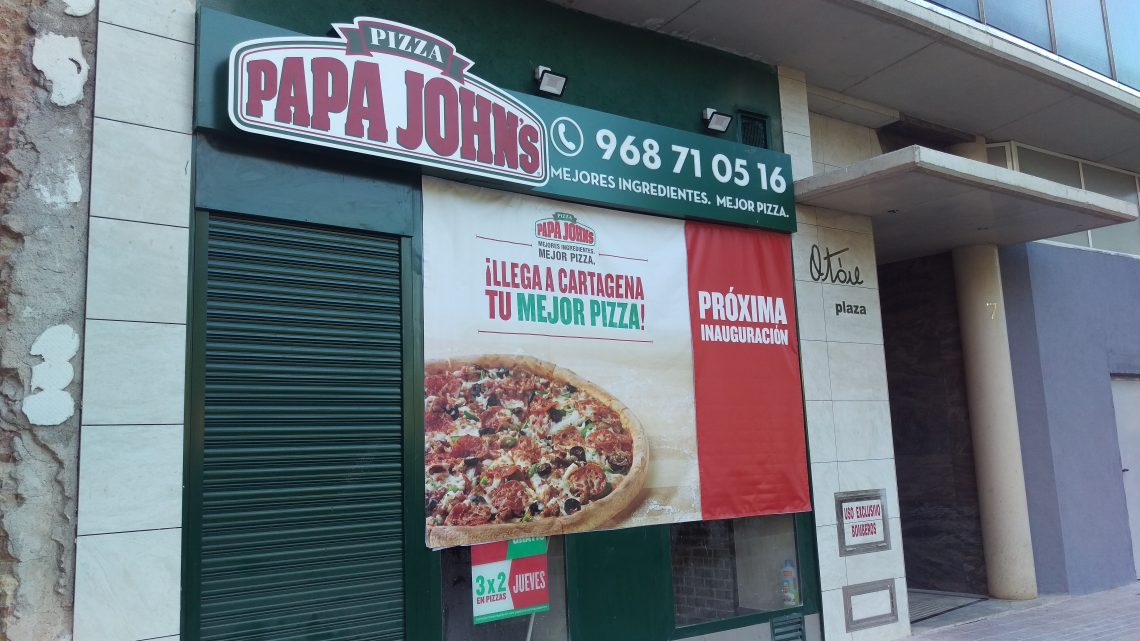 PIZZA
PAPA JOHN'S
968 71 05 16
MEJORES INGREDIENTES. MEJOR PIZZA.
PIZZA
PAPA JOHN'S
MEJORES INGREDIENTES.
MEJOR PIZZA.
¡LLEGA A CARTAGENA
TU MEJOR PIZZA!
PRÓXIMA
INAUGURACIÓN
3x2
EN PIZZAS
JUEVES
plaza
7
USO EXCLUSIVO
BOMBEROS